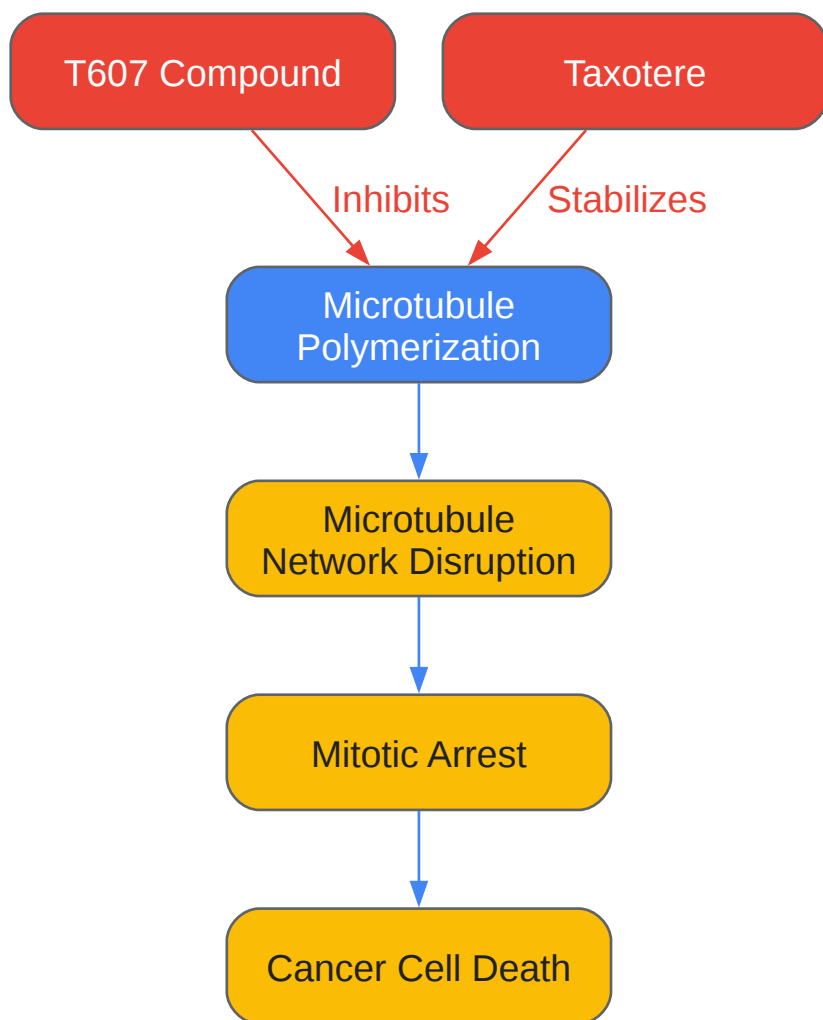 T607 Compound
Taxotere
Inhibits
Stabilizes
Microtubule
Polymerization
Microtubule
Network Disruption
Mitotic Arrest
Cancer Cell Death